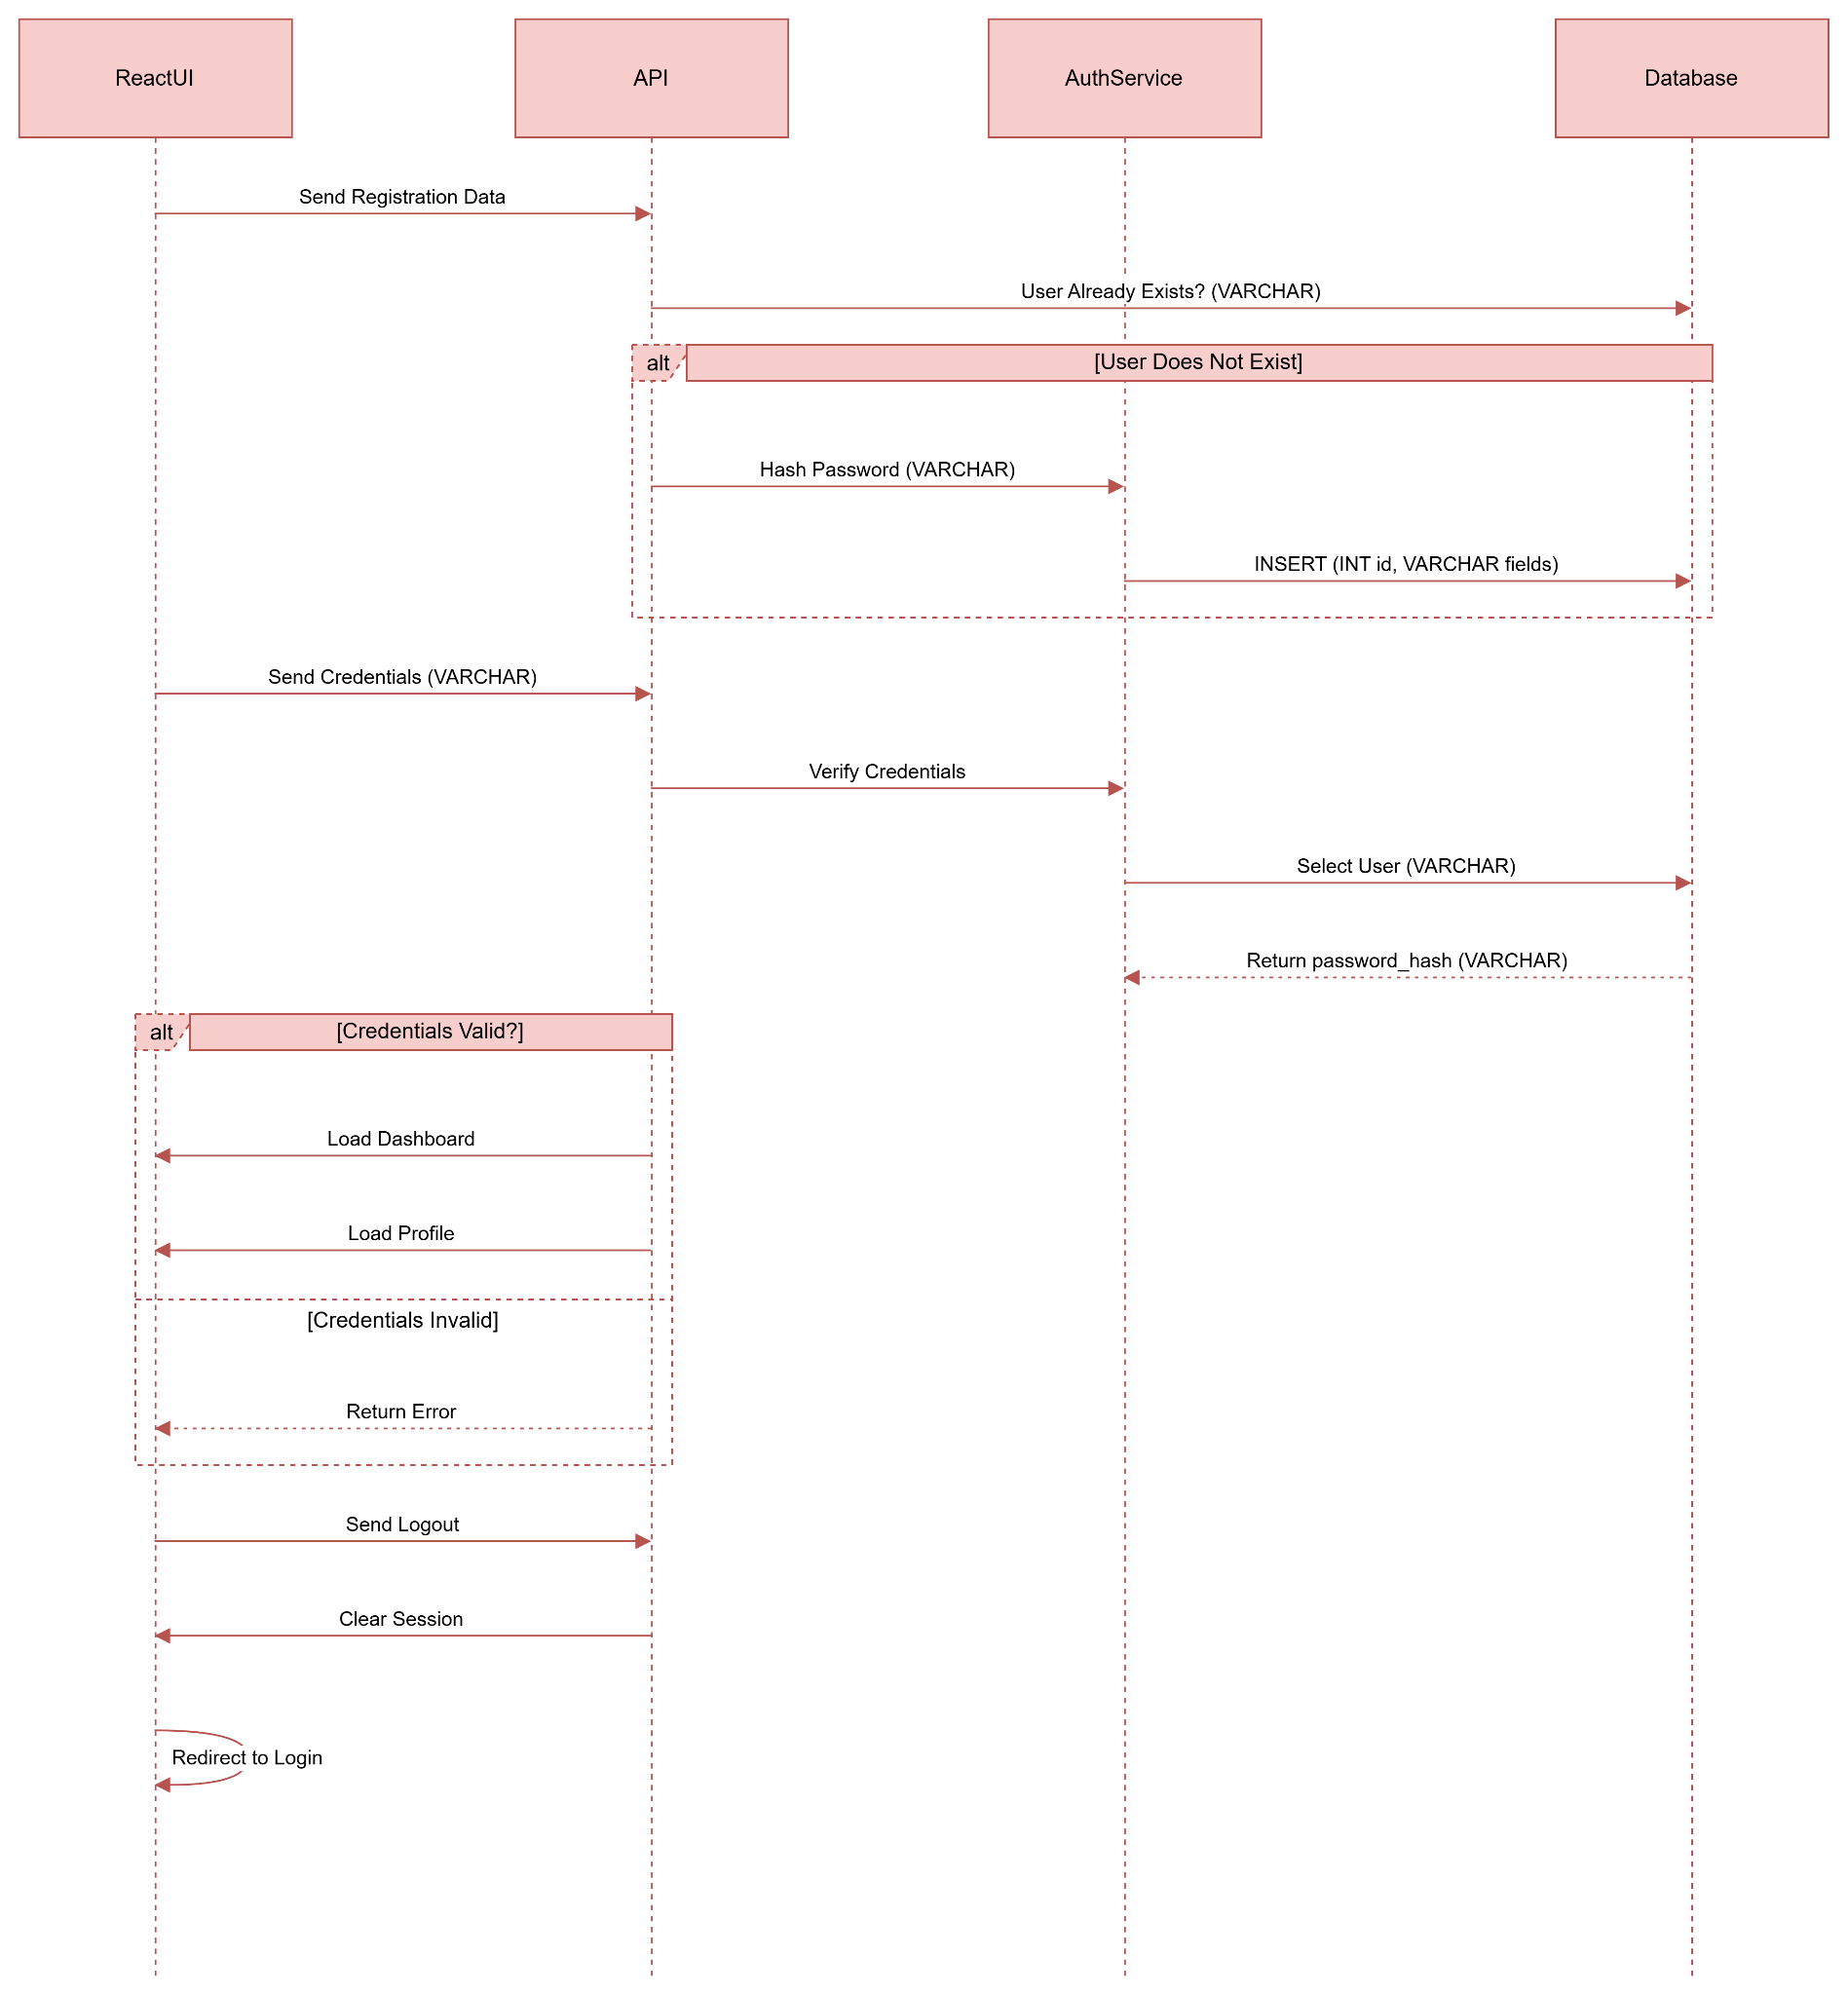 ReactUI
API
AuthService
Database
Send Registration Data
User Already Exists? (VARCHAR)
alt
[User Does Not Exist]
Hash Password (VARCHAR)
INSERT (INT id, VARCHAR fields)
Send Credentials (VARCHAR)
Verify Credentials
Select User (VARCHAR)
Return password_hash (VARCHAR)
alt
[Credentials Valid?]
Load Dashboard
Load Profile
[Credentials Invalid]
Return Error
Send Logout
Clear Session
Redirect to Login